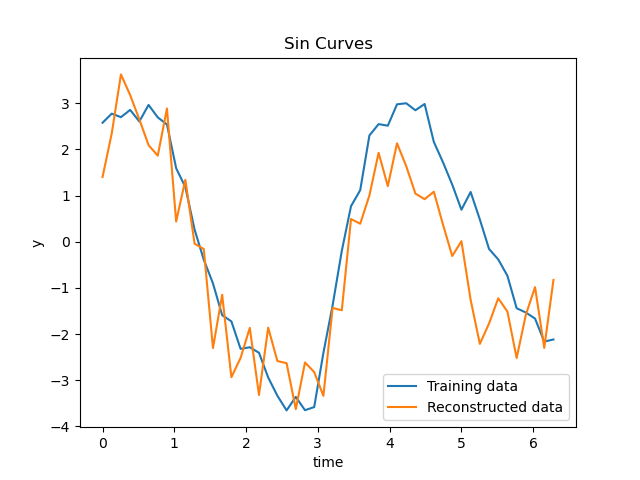 Sin Curves
y
3
2
1
0
−1
−2
−3
−4
0 1 2 3 4 5 6
time
Training data
Reconstructed data